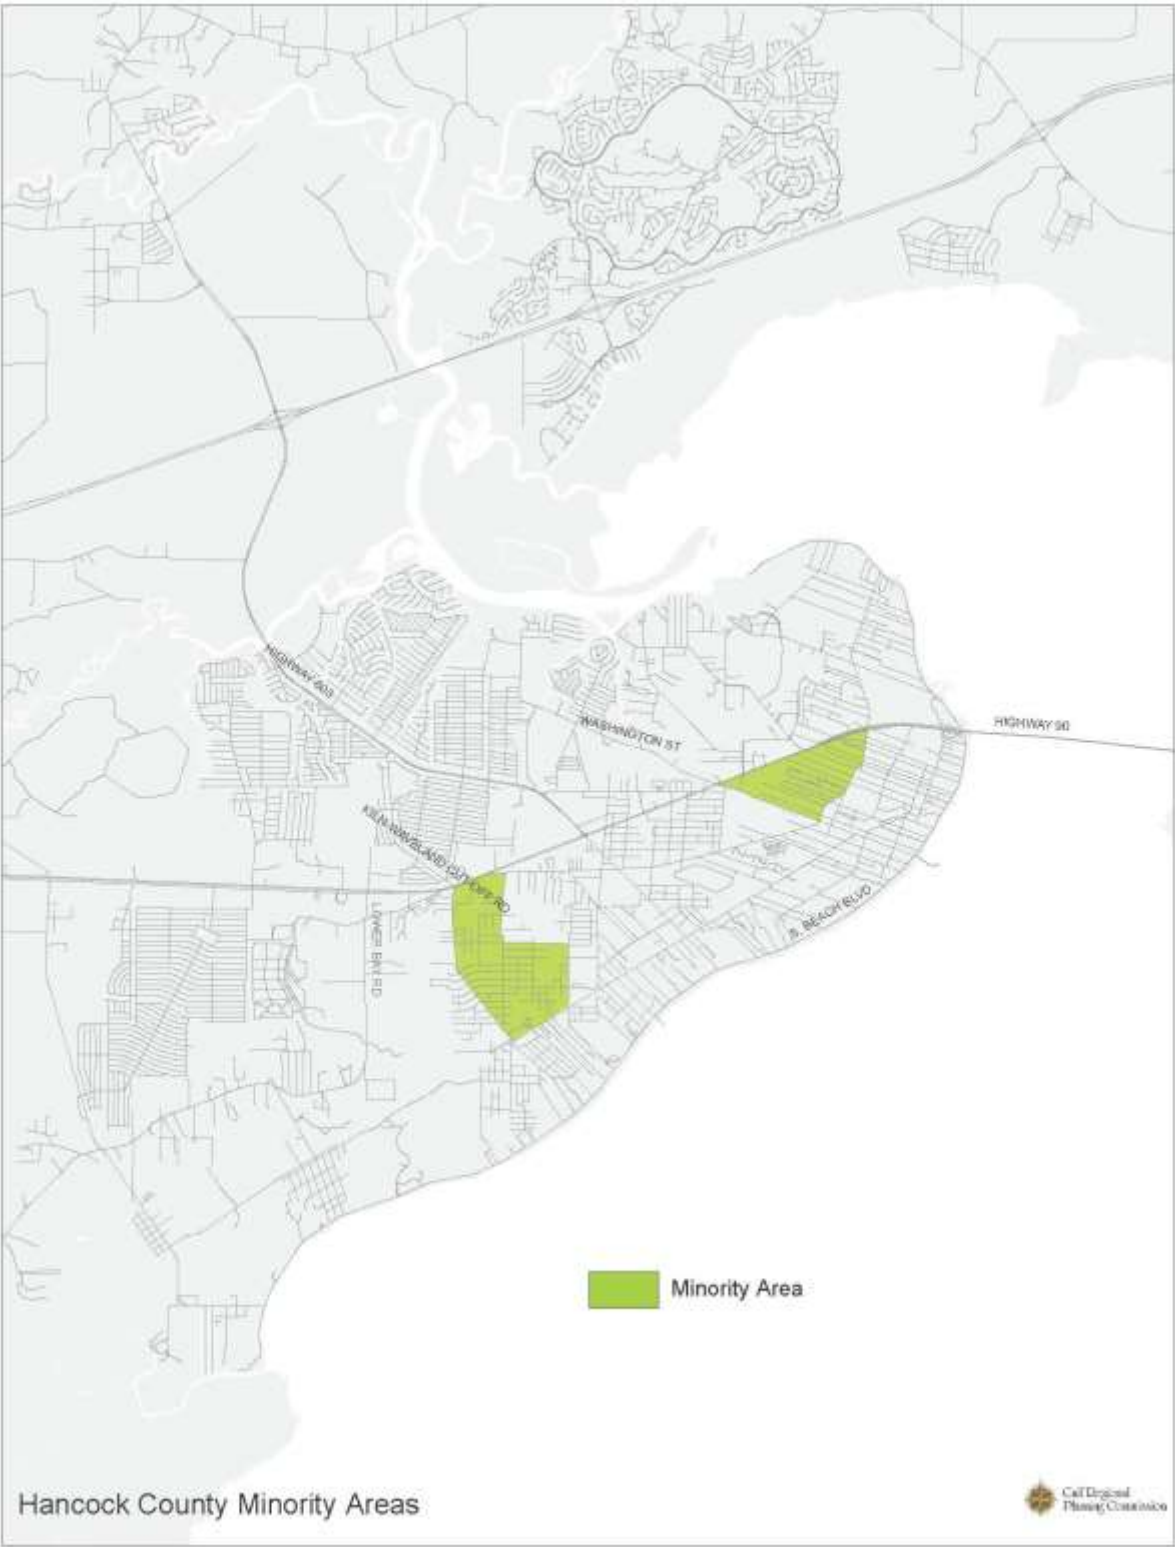 HIGHWAY 603
WASHINGTON ST
HIGHWAY 90
KILN WAVELAND CUTOFF RD
LOWER BAY RD
S. BEACH BLVD
Minority Area
Hancock County Minority Areas
Gulf Regional
Planning Commission